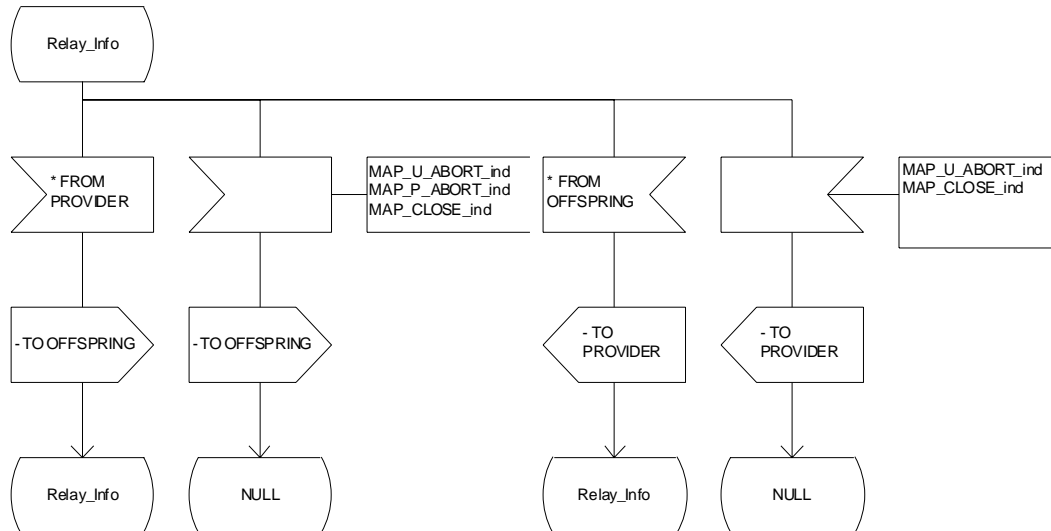 Relay_Info
* FROM
PROVIDER
MAP_U_ABORT_ind
MAP_P_ABORT_ind
MAP_CLOSE_ind
* FROM
OFFSPRING
MAP_U_ABORT_ind
MAP_CLOSE_ind
- TO OFFSPRING
- TO OFFSPRING
- TO
PROVIDER
- TO
PROVIDER
Relay_Info
NULL
Relay_Info
NULL